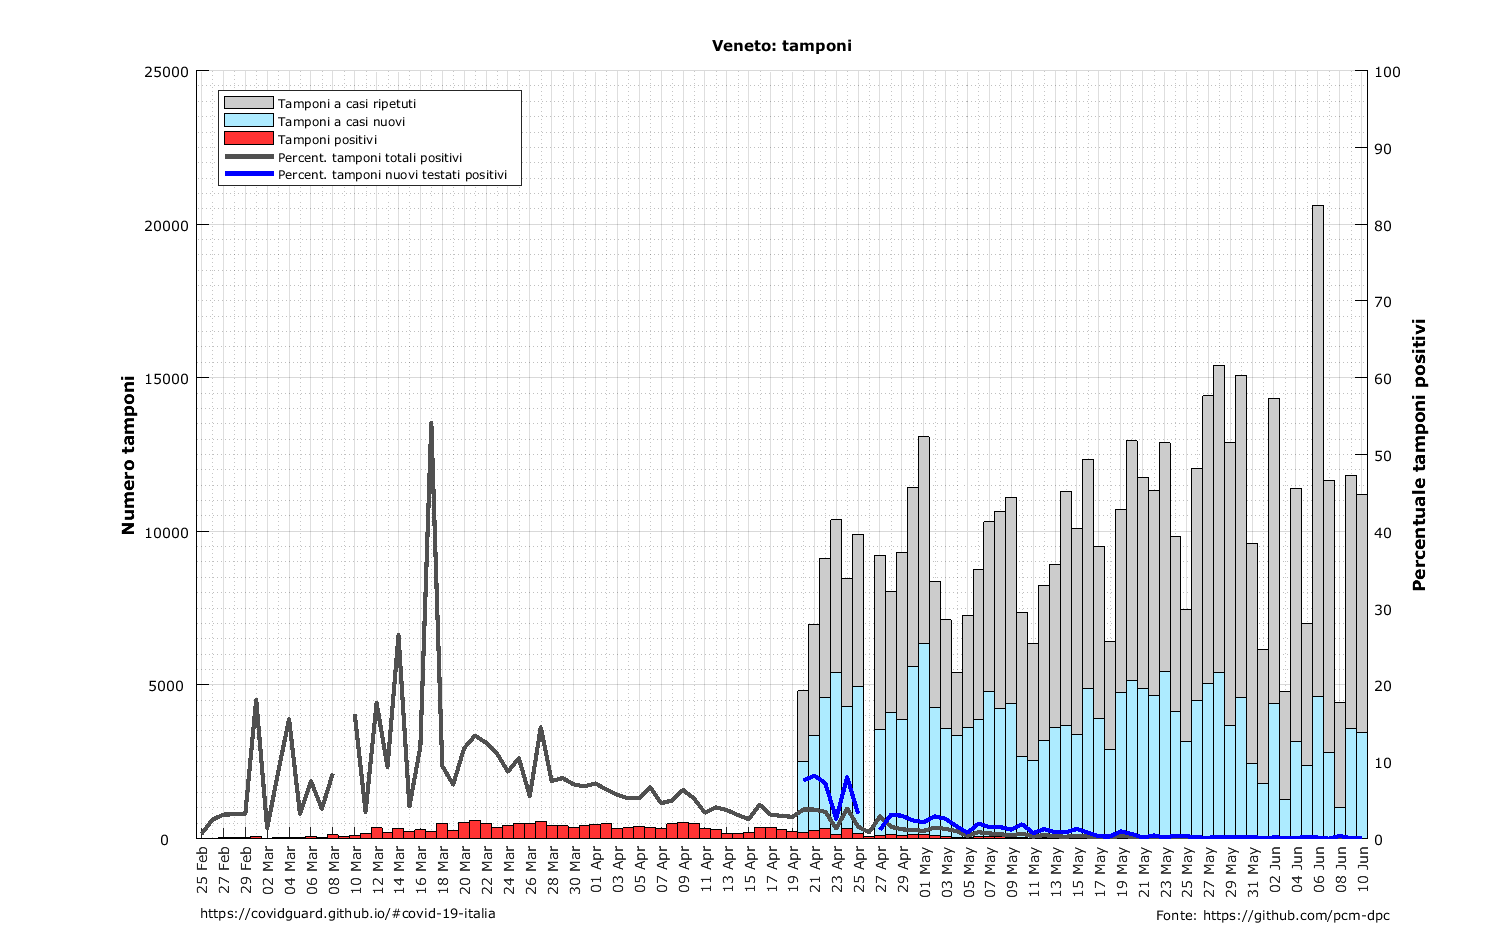 Veneto: tamponi
Tamponi a casi ripetuti
Tamponi a casi nuovi
Tamponi positivi
Percent. tamponi totali positivi
Percent. tamponi nuovi testati positivi
Numero tamponi
25000
20000
15000
10000
5000
0
100
90
80
70
60
50
40
30
20
10
0
Percentuale tamponi positivi
25 Feb
27 Feb
29 Feb
02 Mar
04 Mar
06 Mar
08 Mar
10 Mar
12 Mar
14 Mar
16 Mar
18 Mar
20 Mar
22 Mar
24 Mar
26 Mar
28 Mar
30 Mar
01 Apr
03 Apr
05 Apr
07 Apr
09 Apr
11 Apr
13 Apr
15 Apr
17 Apr
19 Apr
21 Apr
23 Apr
25 Apr
27 Apr
29 Apr
01 May
03 May
05 May
07 May
09 May
11 May
13 May
15 May
17 May
19 May
21 May
23 May
25 May
27 May
29 May
31 May
02 Jun
04 Jun
06 Jun
08 Jun
10 Jun
https://covidguard.github.io/#covid-19-italia
Fonte: https://github.com/pcm-dpc